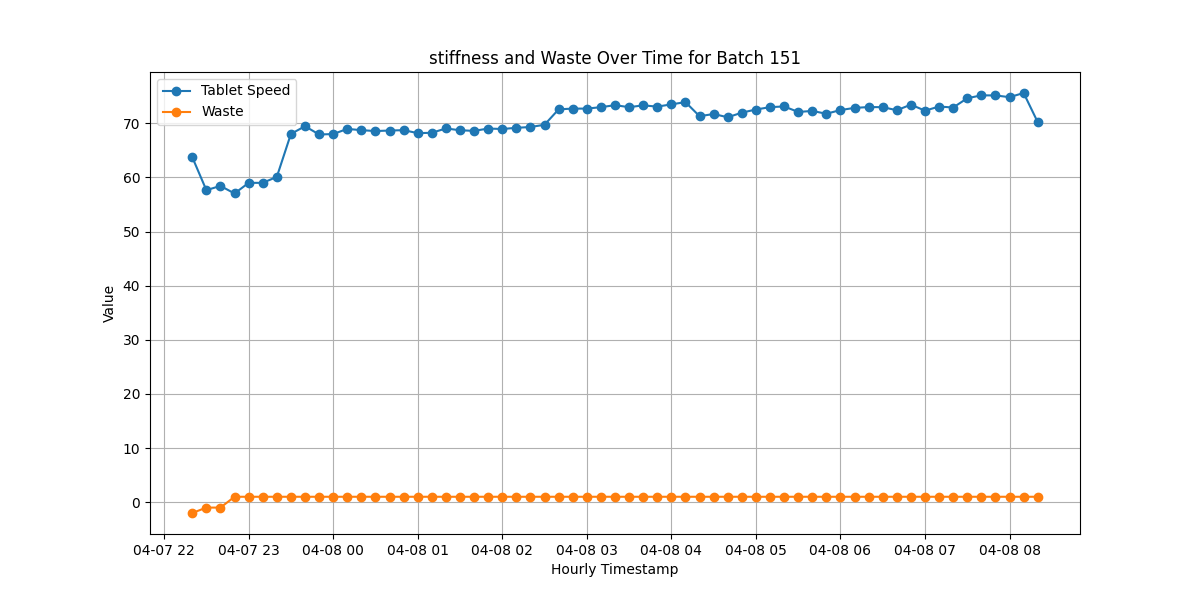 stiffness and Waste Over Time for Batch 151
Tablet Speed
Waste
70
60
50
40
30
20
10
0
Value
04-07 22 04-07 23 04-08 00 04-08 01 04-08 02 04-08 03 04-08 04 04-08 05 04-08 06 04-08 07 04-08 08
Hourly Timestamp